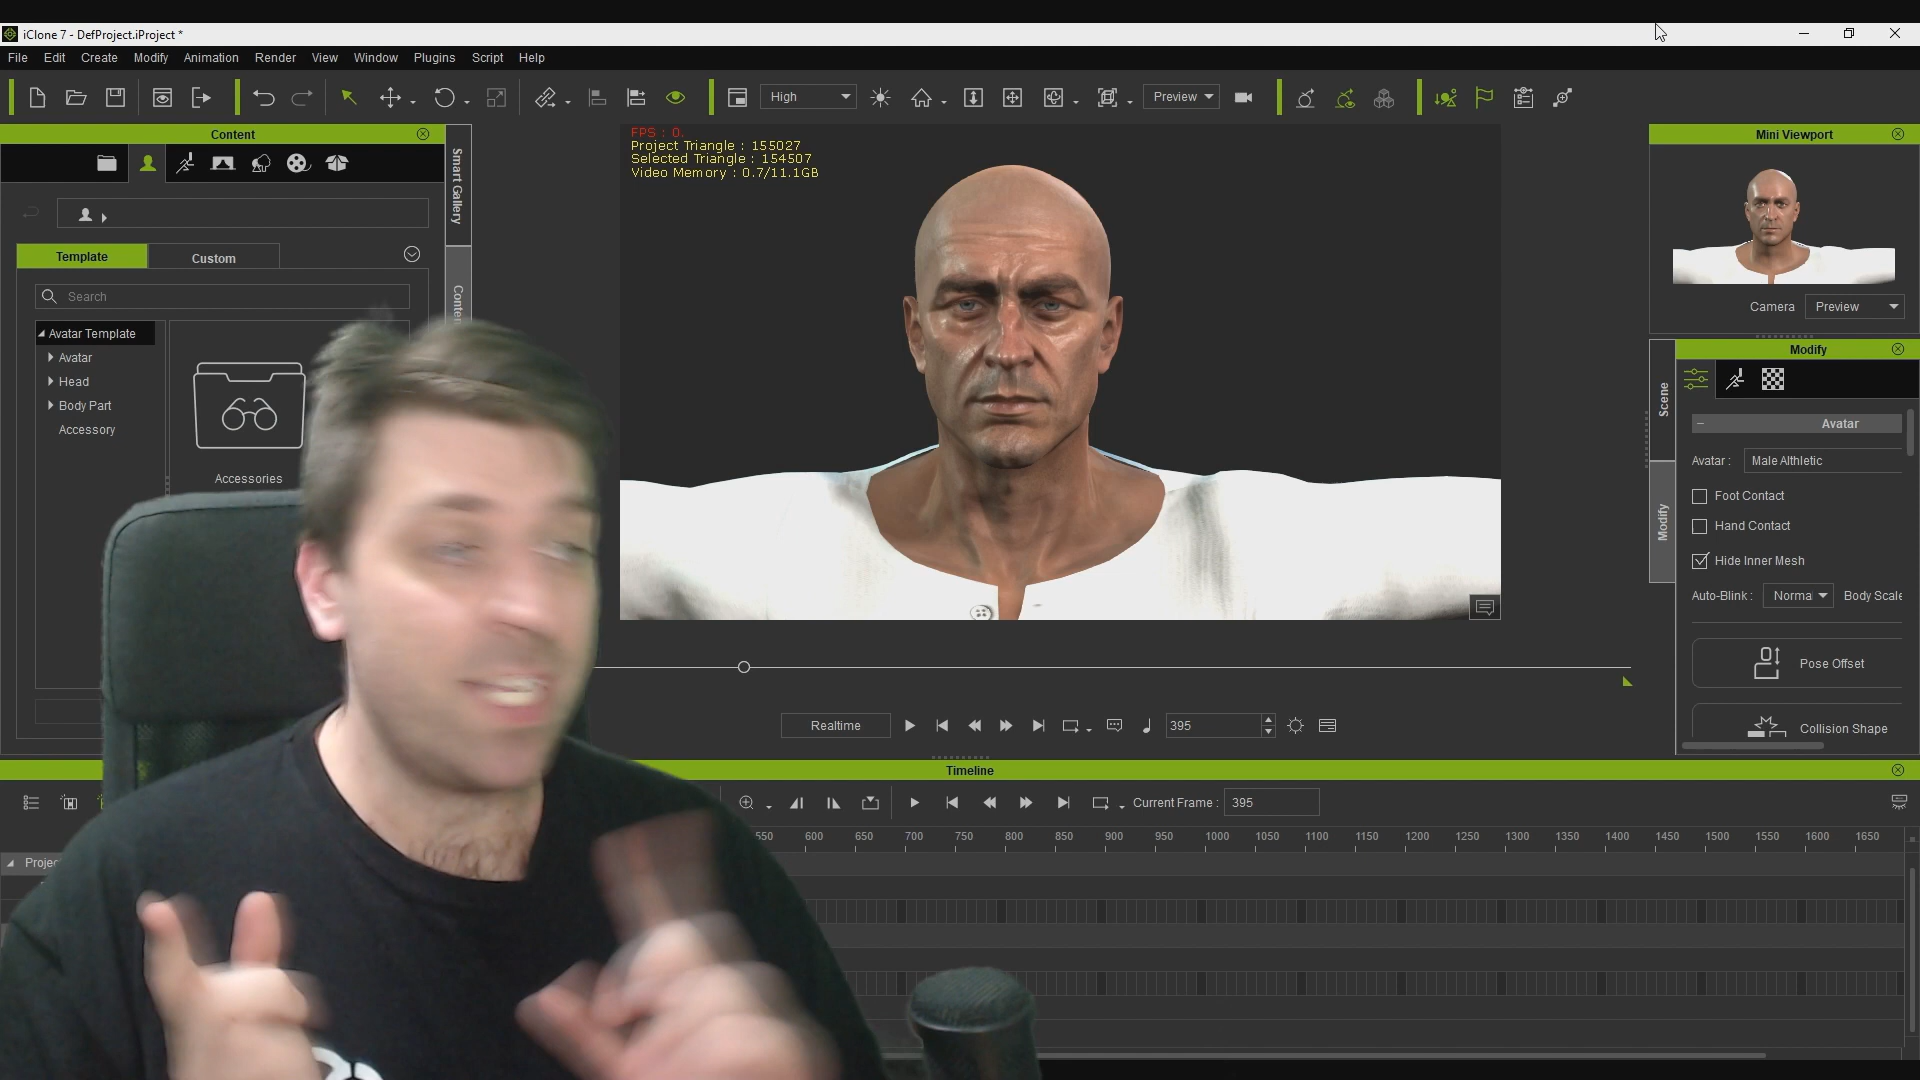 iClone 7 - DefProject.iProject *
File Edit Create Modify Animation Render View Window Plugins Script Help
High
Preview
Content
Smart Gallery
Template
Custom
Search
Avatar Template
Avatar
Head
Body Part
Accessory
Accessories
FPS : 0.
Project Triangle : 155027
Selected Triangle : 154507
Video Memory : 0.7/11.1GB
Mini Viewport
Camera Preview
Modify
Scene
Modify
Avatar
Avatar : Male Althletic
Foot Contact
Hand Contact
Hide Inner Mesh
Auto-Blink : Norma Body Scale
Pose Offset
Collision Shape
Realtime
395
Timeline
Current Frame : 395
550 600 650 700 750 800 850 900 950 1000 1050 1100 1150 1200 1250 1300 1350 1400 1450 1500 1550 1600 1650